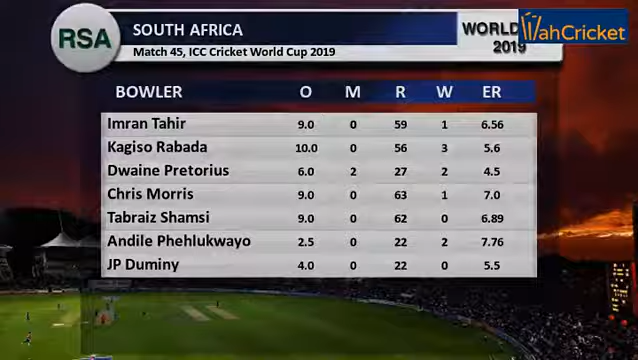 RSA
SOUTH AFRICA
Match 45, ICC Cricket World Cup 2019
WORLD
2019
WahCricket
BOWLER O M R W ER
Imran Tahir 9.0 0 59 1 6.56
Kagiso Rabada 10.0 0 56 3 5.6
Dwaine Pretorius 6.0 2 27 2 4.5
Chris Morris 9.0 0 63 1 7.0
Tabraiz Shamsi 9.0 0 62 0 6.89
Andile Phehlukwayo 2.5 0 22 2 7.76
JP Duminy 4.0 0 22 0 5.5